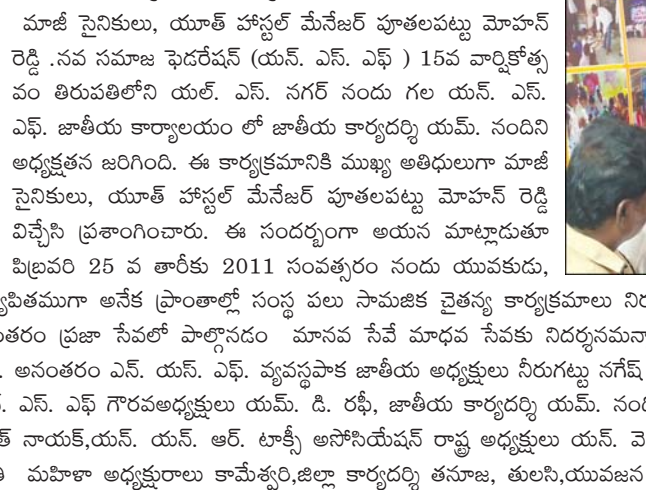 మాజీ సైనికులు, యూత్ హాస్టల్ మేనేజర్ పూతలపట్టు మోహన్
రెడ్డి .నవ సమాజ ఫెడరేషన్ (యన్. ఎస్. ఎఫ్ ) 15వ వార్షికోత్స
వం తిరుపతిలోని యల్. ఎస్. నగర్ నందు గల యన్. ఎస్.
ఎఫ్. జాతీయ కార్యాలయం లో జాతీయ కార్యదర్శి యమ్. నందిని
అధ్యక్షతన జరిగింది. ఈ కార్యక్రమానికి ముఖ్య అతిధులుగా మాజీ
సైనికులు, యూత్ హాస్టల్ మేనేజర్ పూతలపట్టు మోహన్ రెడ్డి
విచ్చేసి ప్రశాంగించారు. ఈ సందర్బంగా అయన మాట్లాడుతూ
పిబ్రవరి 25 వ తారీకు 2011 సంవత్సరం నందు యువకుడు,
అనేక ప్రాంతాల్లో సంస్థ పలు సామజిక చైతన్య కార్యక్రమాలు
ప్రజా సేవలో పాల్గొనడం మానవ సేవే మాధవ సేవకు
. అనంతరం ఎన్. యస్. ఎఫ్. వ్యవస్థపాక జాతీయ అధ్యక్షులు నీరుగట్టు నగేష్
. ఎస్. ఎఫ్ గౌరవఅధ్యక్షులు యమ్. డి. రఫీ, జాతీయ కార్యదర్శి యమ్.
నాయక్,యన్. యన్. ఆర్. టాక్సీ అసోసియేషన్ రాష్ట్ర అధ్యక్షులు యన్.
మహిళా అధ్యక్షురాలు కామేశ్వరి,జిల్లా కార్యదర్శి తనూజ, తులసి,యువజన